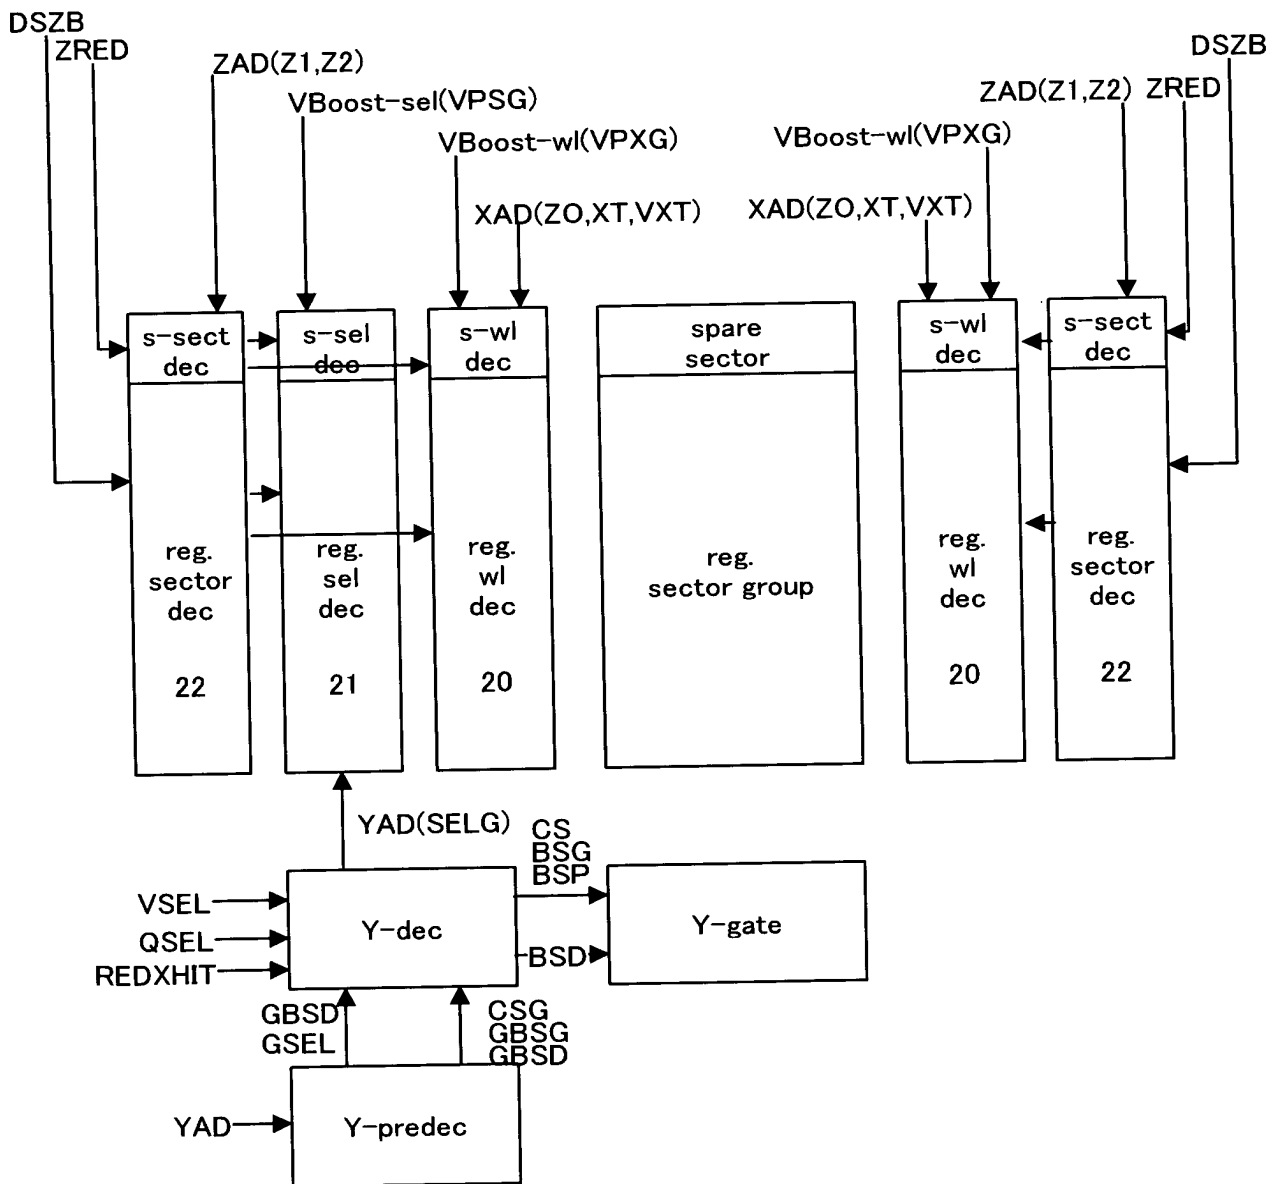 DSZB
ZRED
ZAD(Z1,Z2)
VBoost-sel(VPSG)
VBoost-wl(VPXG)
XAD(ZO,XT,VXT)
DSZB
ZAD(Z1,Z2) ZRED
VBoost-wl(VPXG)
XAD(ZO,XT,VXT)
s-sect
dec
s-sel
dec
s-wl
dec
spare
sector
s-wl
dec
s-sect
dec
reg.
sector
dec
22
reg.
sel
dec
21
reg.
wl
dec
20
reg.
sector group
reg.
wl
dec
20
reg.
sector
dec
22
YAD(SELG)
CS
BSG
BSP
VSEL
QSEL
REDXHIT
Y-dec
BSD
Y-gate
GBSD
GSEL
CSG
GBSG
GBSD
YAD
Y-predec